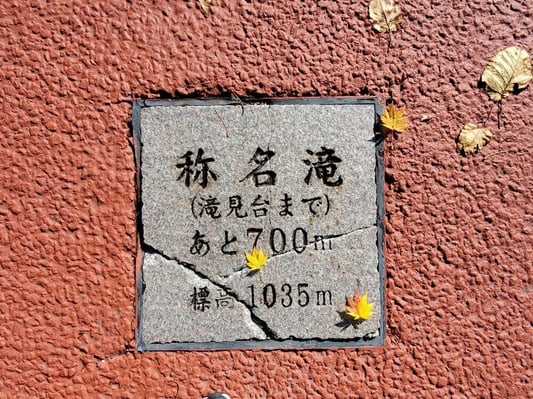 称名滝
(滝見台まで)
あと700m
標高1035m